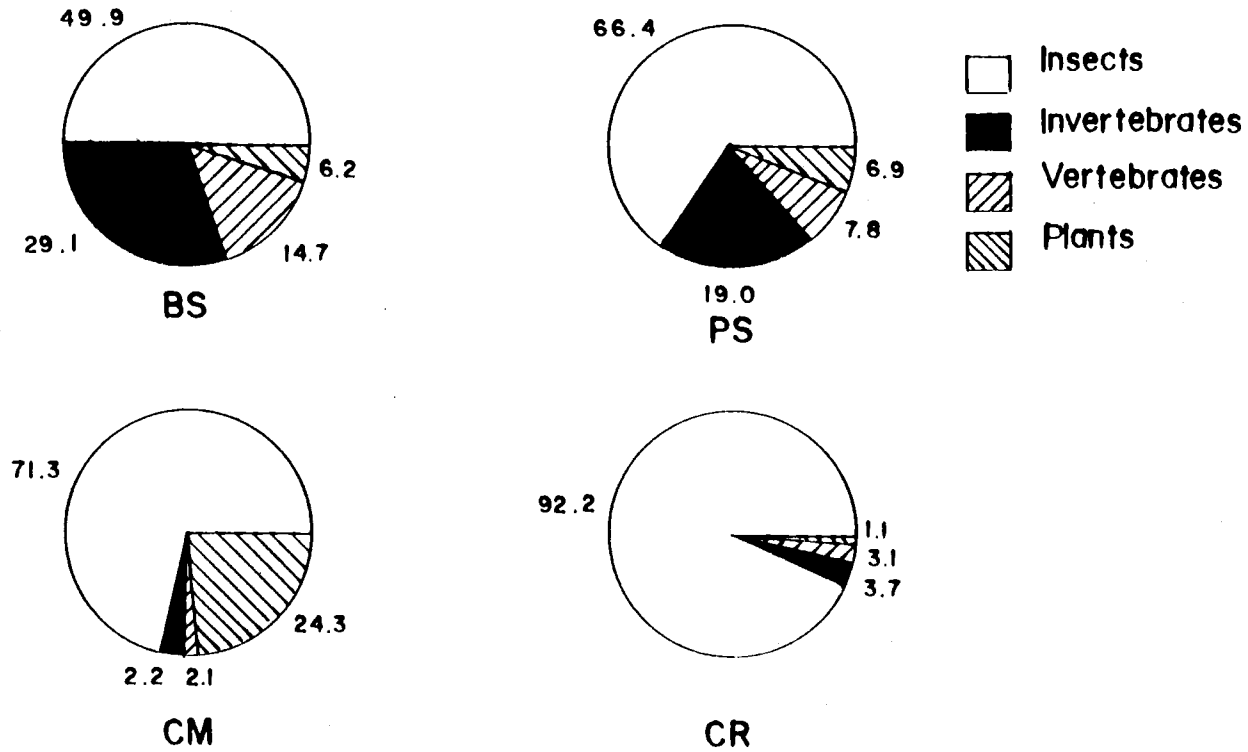 49.9
6.2
29.1
14.7
BS
66.4
6.9
7.8
19.0
PS
Insects
Invertebrates
Vertebrates
Plants
71.3
24.3
2.2
2.1
CM
92.2
1.1
3.1
3.7
CR